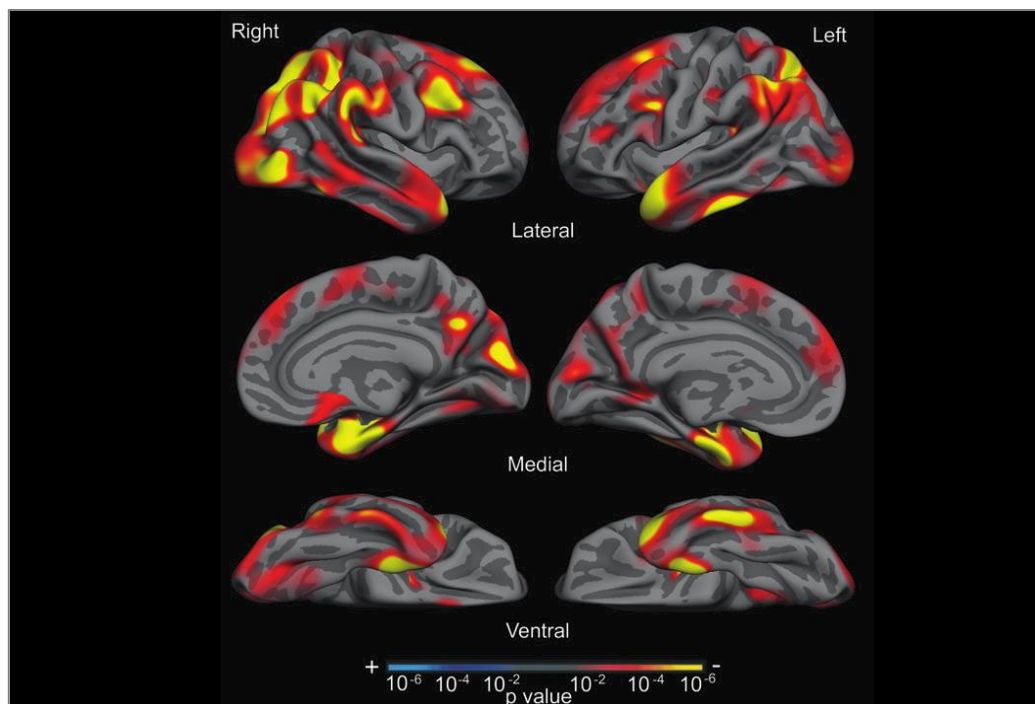 Right Left
Lateral
Medial
Ventral
+ -
10-6 10-4 10-2 10-2 10-4 10-6
p value